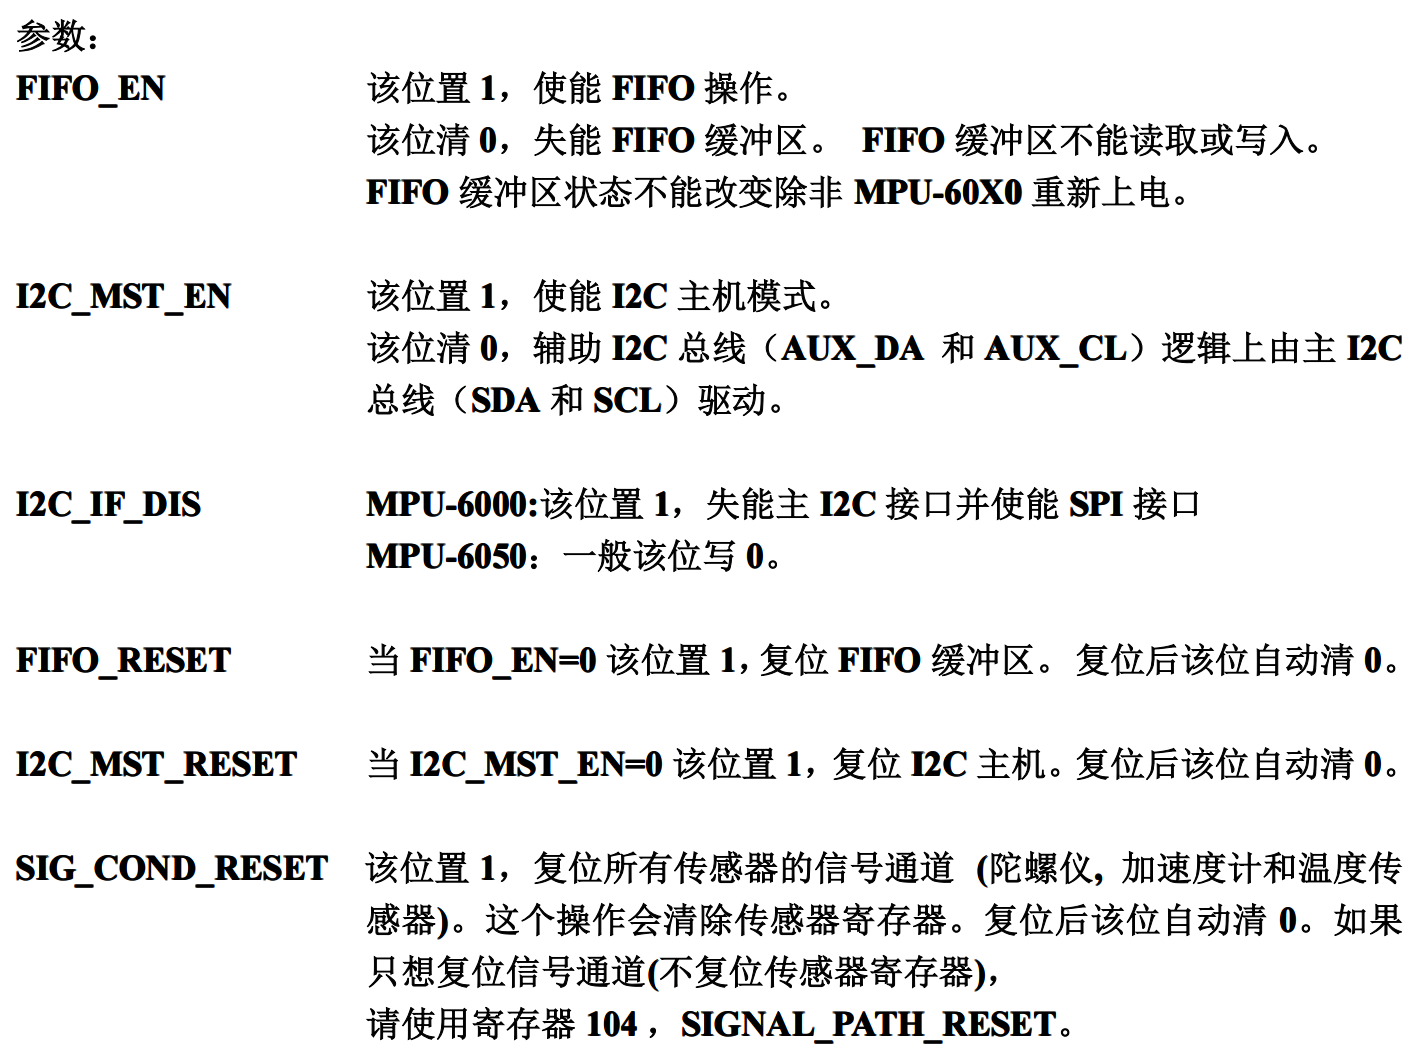 参数：
FIFO_EN 该位置 1，使能 FIFO 操作。
该位清 0，失能 FIFO 缓冲区。 FIFO 缓冲区不能读取或写入。
FIFO 缓冲区状态不能改变除非 MPU-60X0 重新上电。
I2C_MST_EN 该位置 1，使能 I2C 主机模式。
该位清 0，辅助 I2C 总线（AUX_DA 和 AUX_CL）逻辑上由主 I2C
总线（SDA 和 SCL）驱动。
I2C_IF_DIS MPU-6000:该位置 1，失能主 I2C 接口并使能 SPI 接口
MPU-6050：一般该位写 0。
FIFO_RESET 当 FIFO_EN=0 该位置 1，复位 FIFO 缓冲区。 复位后该位自动清 0。
I2C_MST_RESET 当 I2C_MST_EN=0 该位置 1，复位 I2C 主机。复位后该位自动清 0。
SIG_COND_RESET 该位置 1，复位所有传感器的信号通道 (陀螺仪, 加速度计和温度传
感器)。这个操作会清除传感器寄存器。复位后该位自动清 0。如果
只想复位信号通道(不复位传感器寄存器)，
请使用寄存器 104 ，SIGNAL_PATH_RESET。